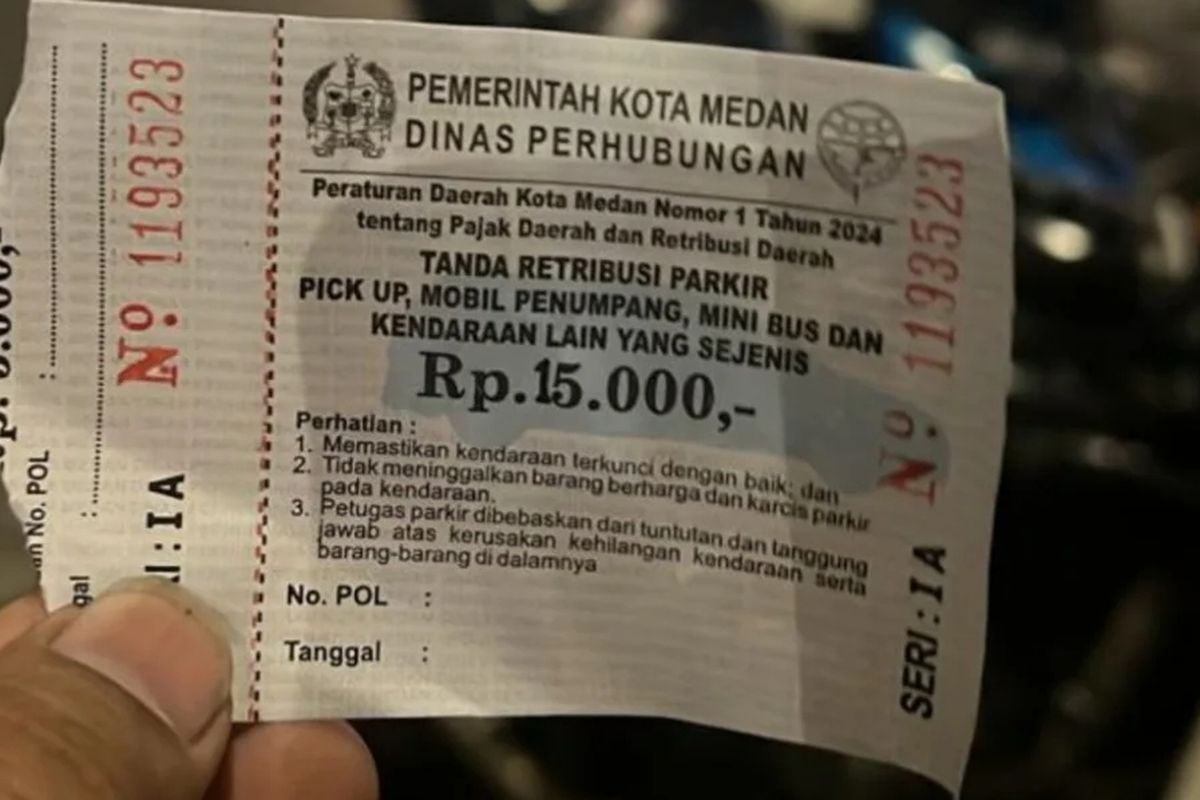 PEMERINTAH KOTA MEDAN
DINAS PERHUBUNGAN
Peraturan Daerah Kota Medan Nomor 1 Tahun 2024
tentang Pajak Daerah dan Retribusi Daerah
TANDA RETRIBUSI PARKIR
PICK UP, MOBIL PENUMPANG, MINI BUS DAN
KENDARAAN LAIN YANG SEJENIS
Rp.15.000,-
Perhatian :
1. Memastikan kendaraan terkunci dengan baik; dan
2. Tidak meninggalkan barang berharga dan karcis parkir
pada kendaraan.
3. Petugas parkir dibebaskan dari tuntutan dan tanggung
jawab atas kerusakan kehilangan kendaraan serta
barang-barang di dalamnya
No. POL :
Tanggal :
No. 1193523
SERI : IA
No. 1193523
: IA
No. POL :